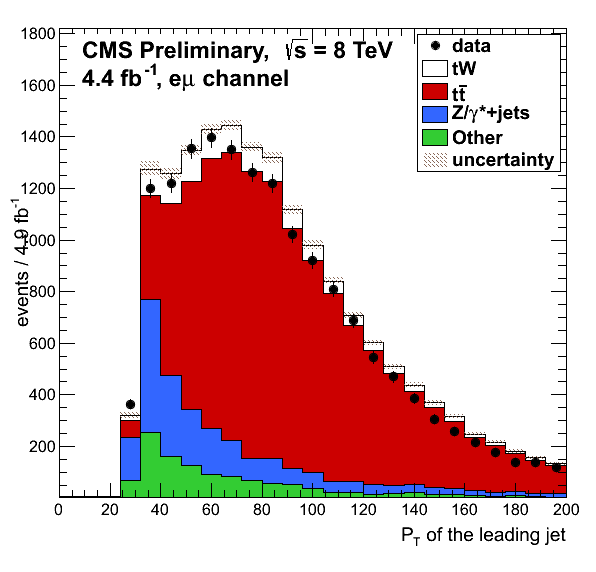 CMS Preliminary, √s = 8 TeV
4.4 fb⁻¹, eμ channel
data
tW
tt̄
Z/γ*+jets
Other
uncertainty
events / 4.9 fb⁻¹
1800
1600
1400
1200
1000
800
600
400
200
0 20 40 60 80 100 120 140 160 180 200
P_T of the leading jet